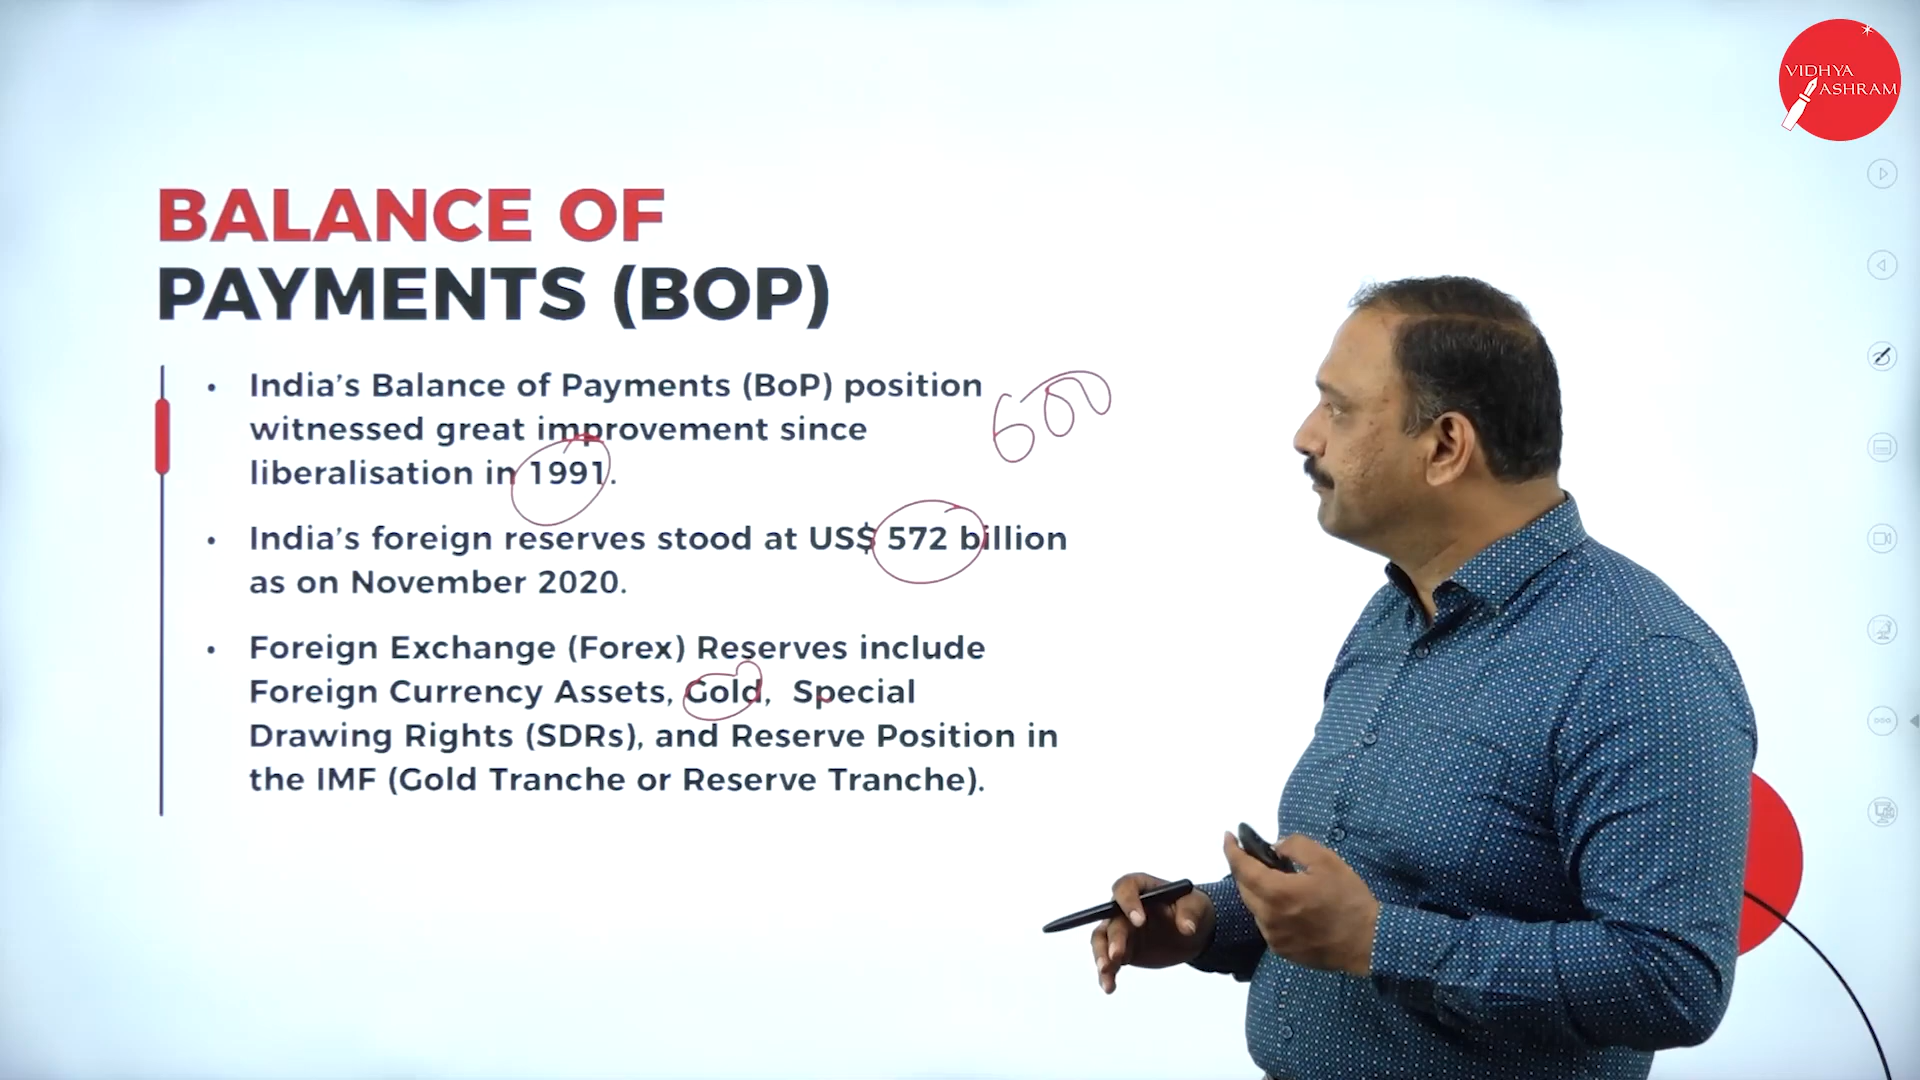 VIDHYA
ASHRAM
BALANCE OF
PAYMENTS (BOP)
• India's Balance of Payments (BoP) position
witnessed great improvement since
liberalisation in 1991.
600
• India's foreign reserves stood at US$ 572 billion
as on November 2020.
• Foreign Exchange (Forex) Reserves include
Foreign Currency Assets, Gold, Special
Drawing Rights (SDRs), and Reserve Position in
the IMF (Gold Tranche or Reserve Tranche).